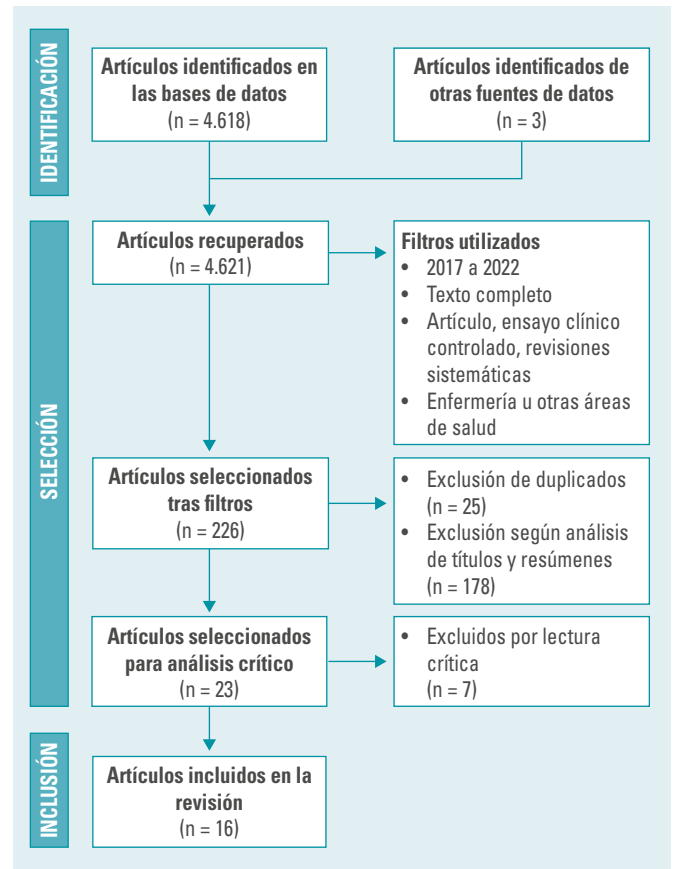 IDENTIFICACIÓN
Artículos identificados en
las bases de datos
(n = 4.618)
Artículos identificados de
otras fuentes de datos
(n = 3)
SELECCIÓN
Artículos recuperados
(n = 4.621)
Filtros utilizados
• 2017 a 2022
• Texto completo
• Artículo, ensayo clínico
controlado, revisiones
sistemáticas
• Enfermería u otras áreas
de salud
Artículos seleccionados
tras filtros
(n = 226)
• Exclusión de duplicados
(n = 25)
• Exclusión según análisis
de títulos y resúmenes
(n = 178)
Artículos seleccionados
para análisis crítico
(n = 23)
• Excluidos por lectura
crítica
(n = 7)
INCLUSIÓN
Artículos incluidos en la
revisión
(n = 16)